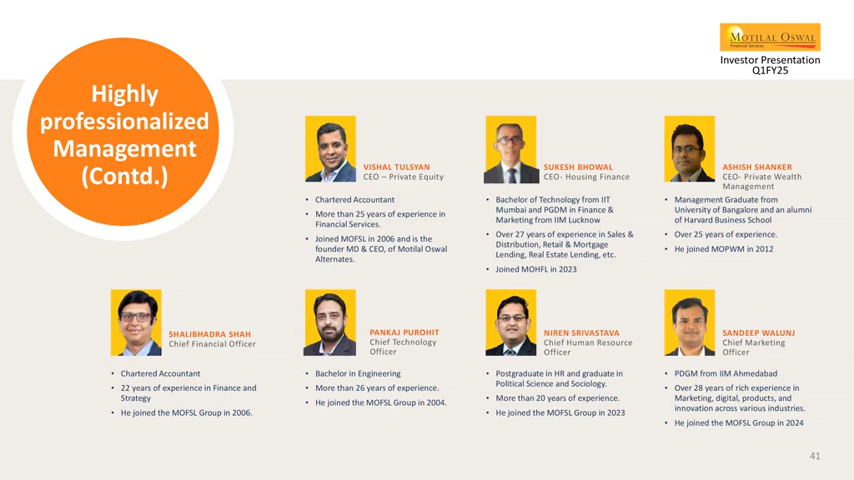 MOTILAL OSWAL
Financial Services
Investor Presentation
Q1FY25
Highly
professionalized
Management
(Contd.)
VISHAL TULSYAN
CEO – Private Equity
• Chartered Accountant
• More than 25 years of experience in
Financial Services.
• Joined MOFSL in 2006 and is the
founder MD & CEO, of Motilal Oswal
Alternates.
SUKESH BHOWAL
CEO- Housing Finance
• Bachelor of Technology from IIT
Mumbai and PGDM in Finance &
Marketing from IIM Lucknow
• Over 27 years of experience in Sales &
Distribution, Retail & Mortgage
Lending, Real Estate Lending, etc.
• Joined MOHFL in 2023
ASHISH SHANKER
CEO- Private Wealth
Management
• Management Graduate from
University of Bangalore and an alumni
of Harvard Business School
• Over 25 years of experience.
• He joined MOPWM in 2012
SHALIBHADRA SHAH
Chief Financial Officer
• Chartered Accountant
• 22 years of experience in Finance and
Strategy
• He joined the MOFSL Group in 2006.
PANKAJ PUROHIT
Chief Technology
Officer
• Bachelor in Engineering
• More than 26 years of experience.
• He joined the MOFSL Group in 2004.
NIREN SRIVASTAVA
Chief Human Resource
Officer
• Postgraduate in HR and graduate in
Political Science and Sociology.
• More than 20 years of experience.
• He joined the MOFSL Group in 2023
SANDEEP WALUNJ
Chief Marketing
Officer
• PDGM from IIM Ahmedabad
• Over 28 years of rich experience in
Marketing, digital, products, and
innovation across various industries.
• He joined the MOFSL Group in 2024
41